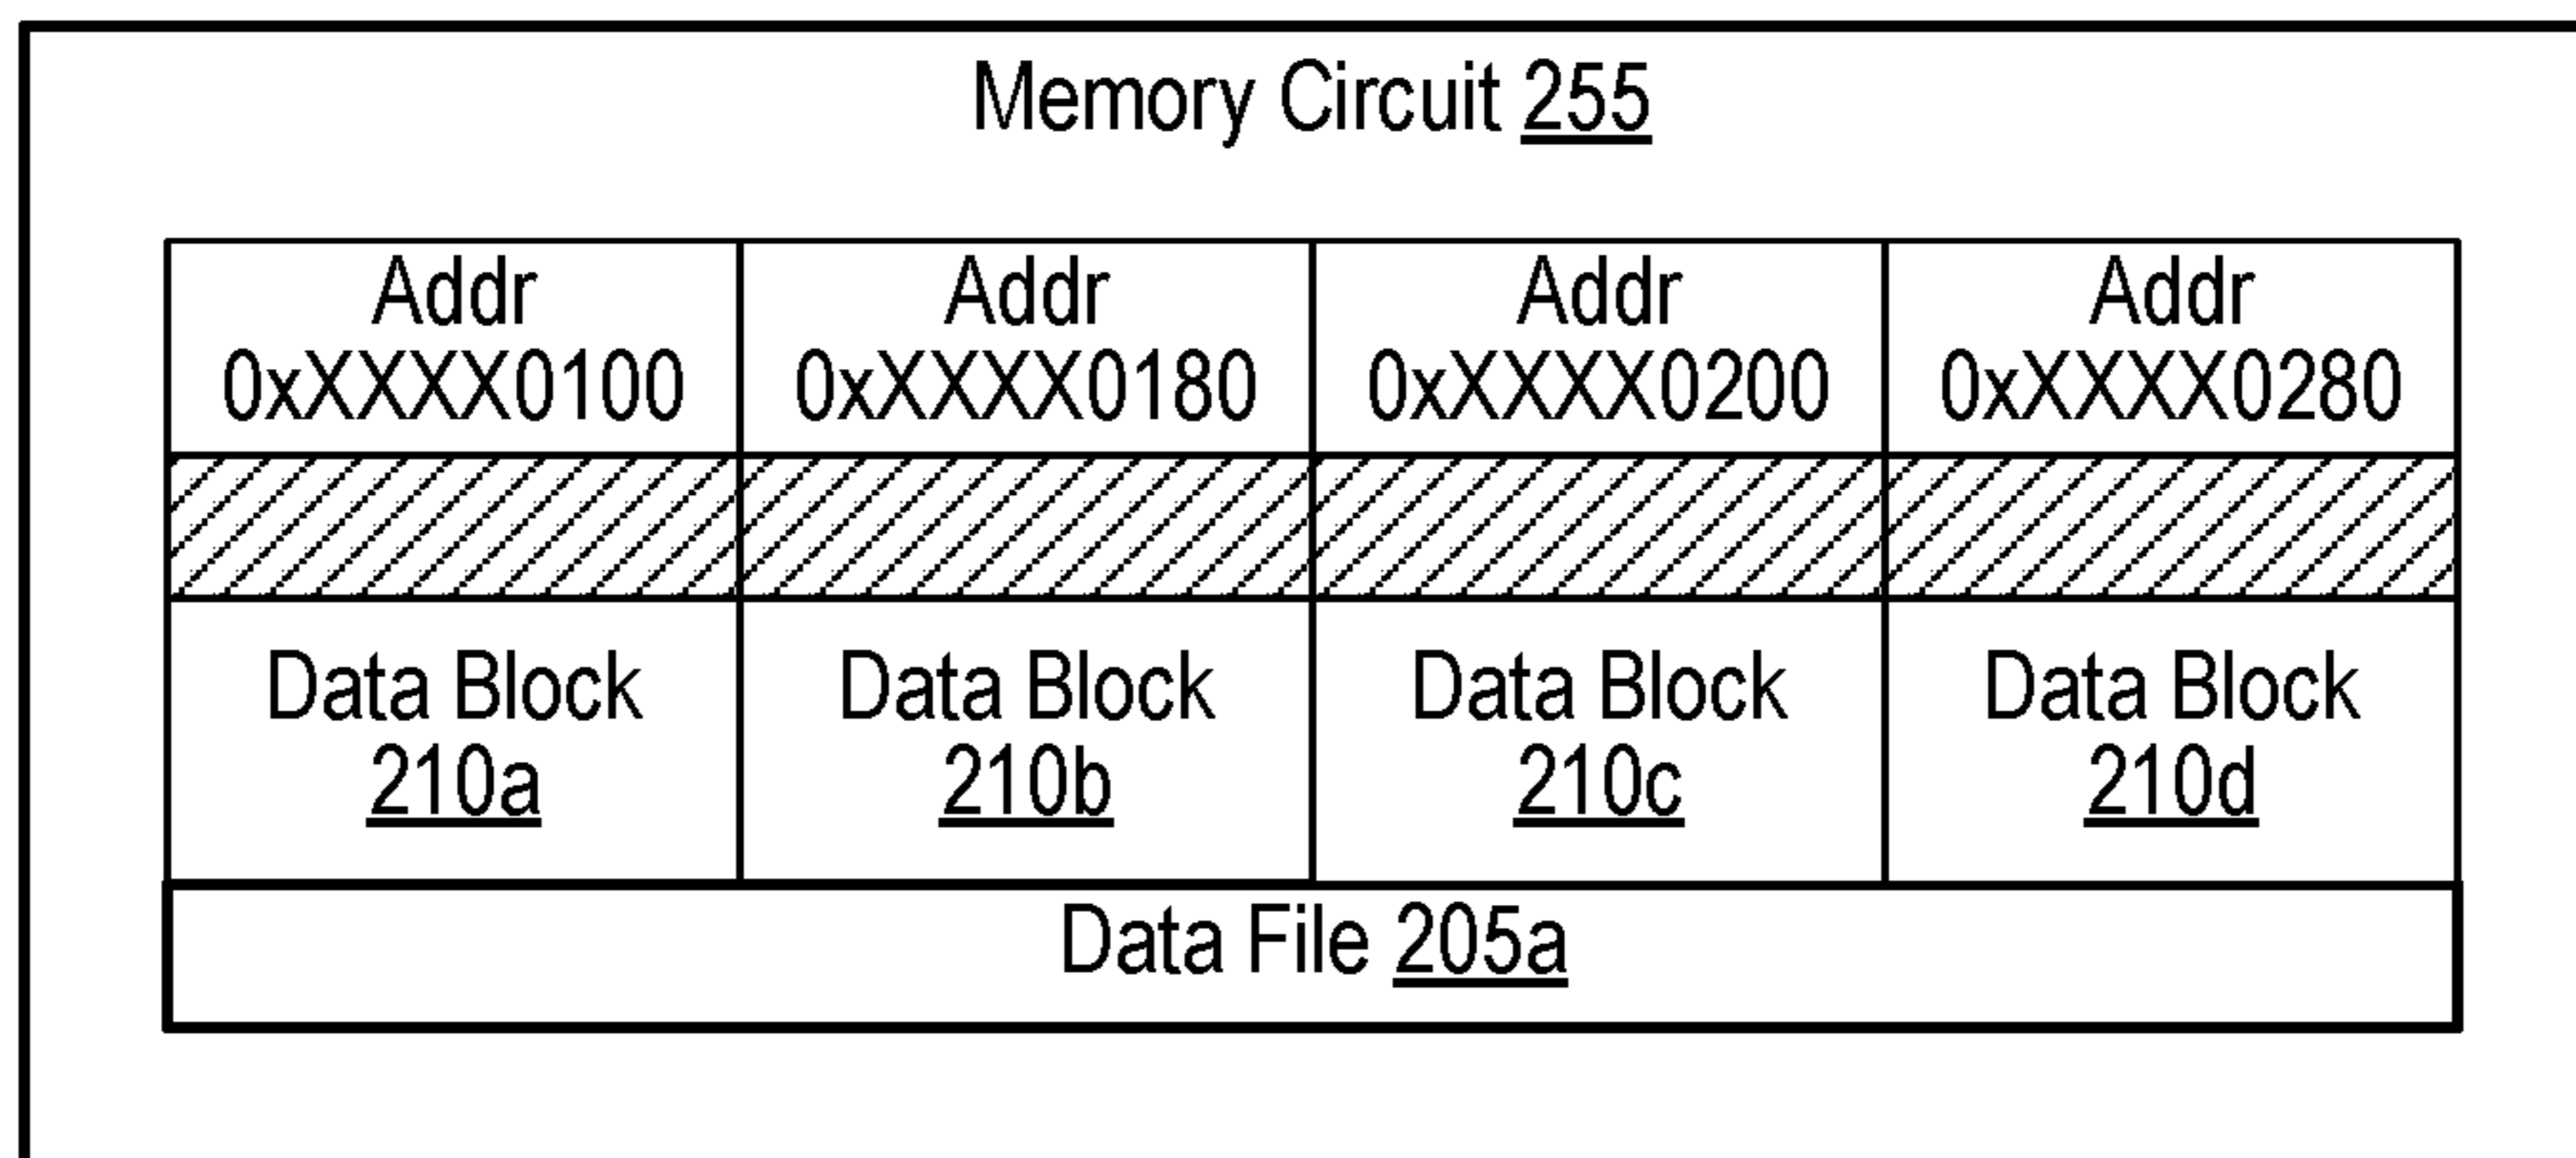 Memory Circuit 255
Addr Addr Addr Addr
0xXXXX0100 0xXXXX0180 0xXXXX0200 0xXXXX0280
Data Block Data Block Data Block Data Block
210a 210b 210c 210d
Data File 205a